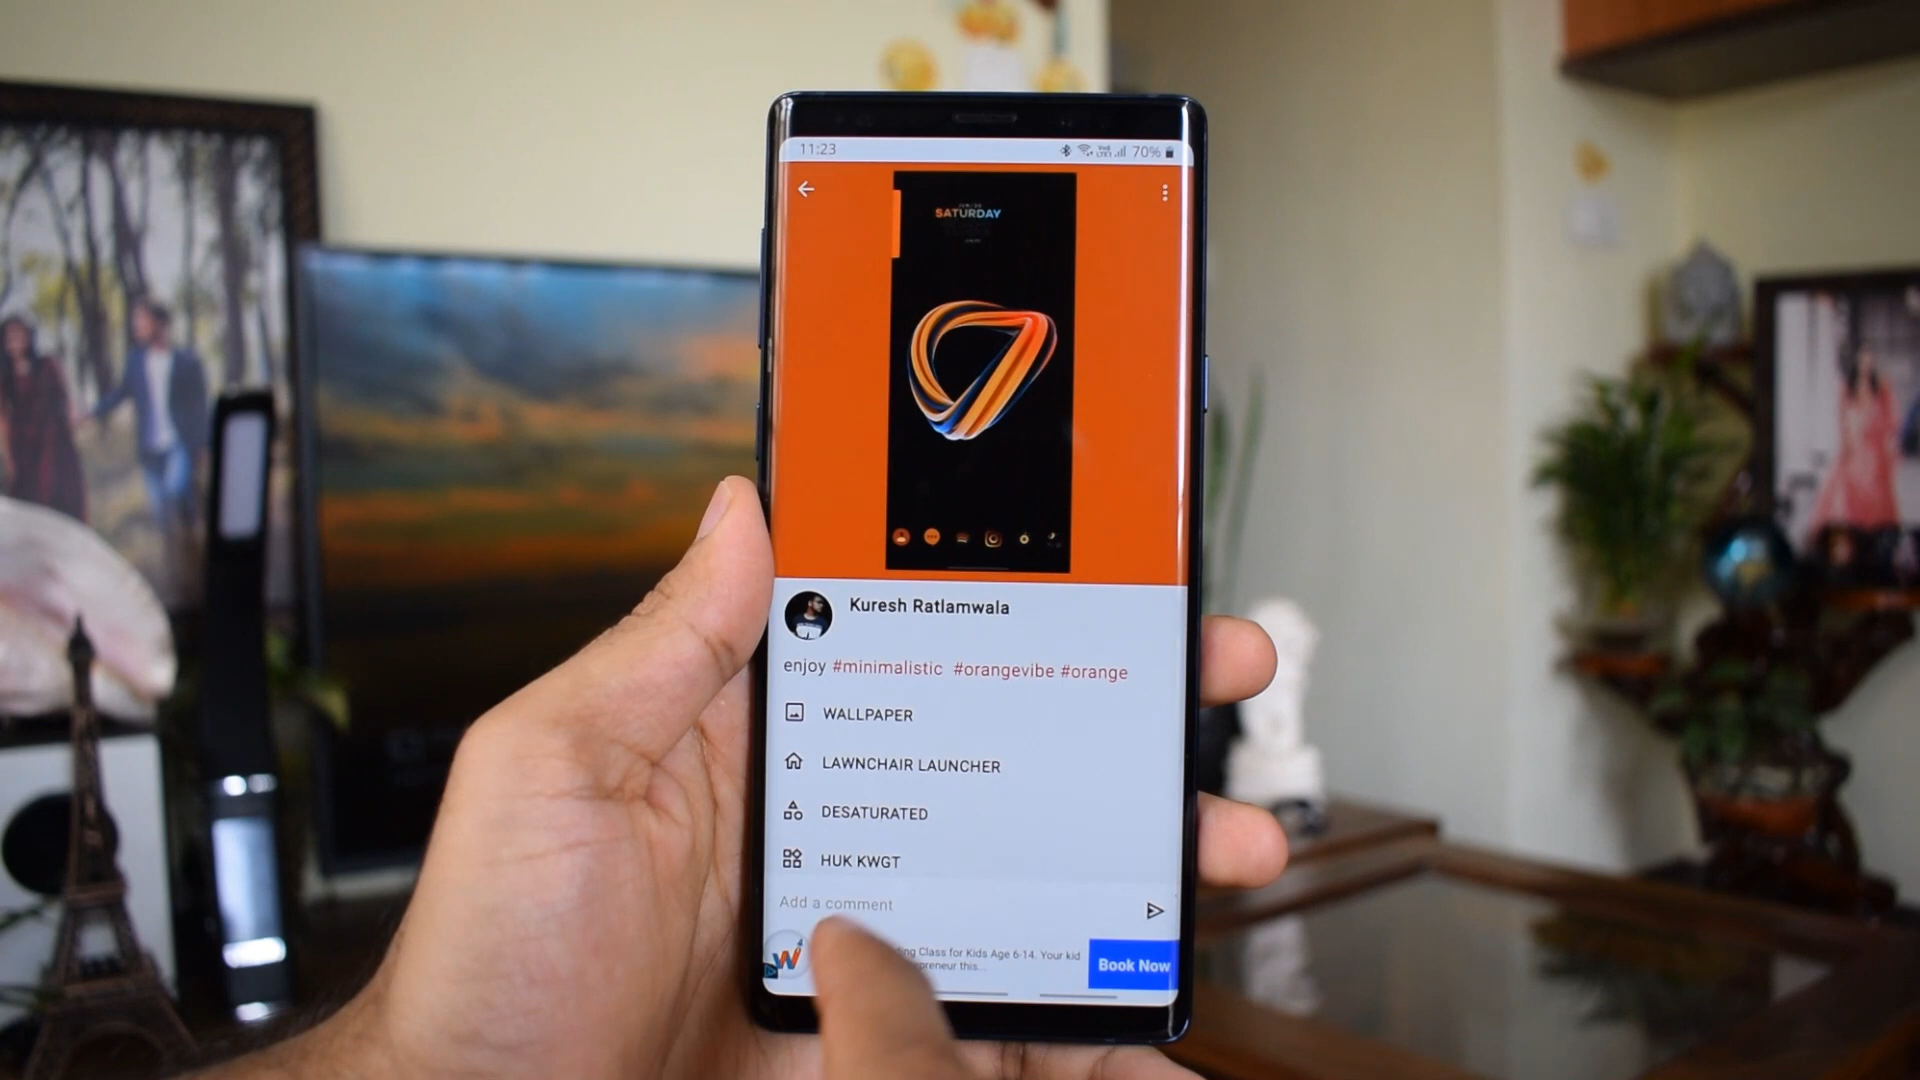 11:23
70%
SATURDAY
Kuresh Ratlamwala
enjoy #minimalistic #orangevibe #orange
WALLPAPER
LAWNCHAIR LAUNCHER
DESATURATED
HUK KWGT
Add a comment
Class for Kids Age 6-14. Your kid
this...
Book Now